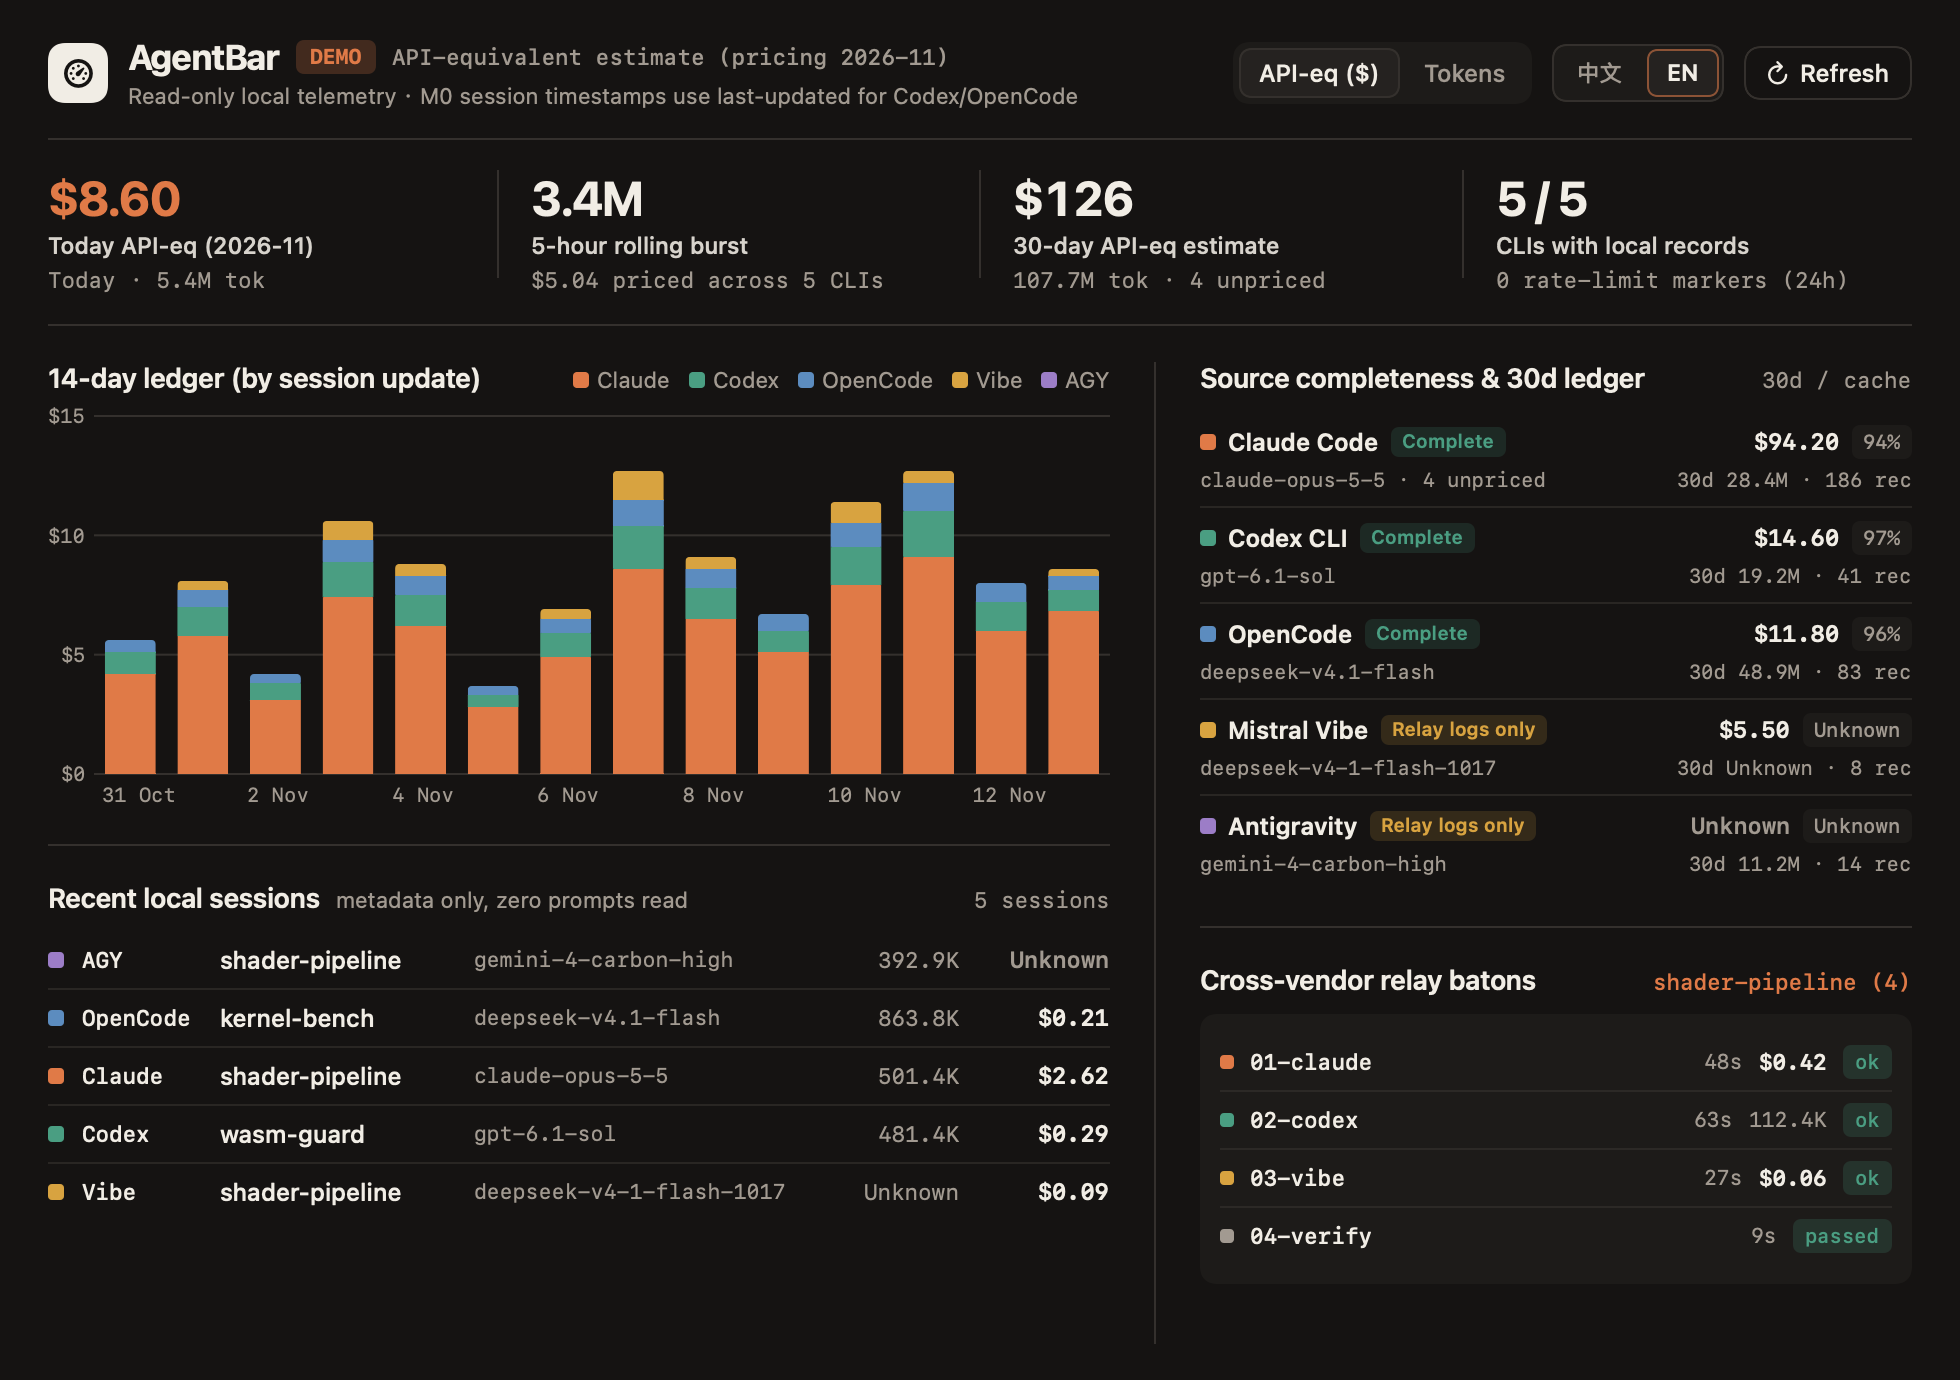 AgentBar DEMO API-equivalent estimate (pricing 2026-11)
Read-only local telemetry · M0 session timestamps use last-updated for Codex/OpenCode
API-eq ($) Tokens 中文 EN Refresh
$8.60
Today API-eq (2026-11)
Today · 5.4M tok
3.4M
5-hour rolling burst
$5.04 priced across 5 CLIs
$126
30-day API-eq estimate
107.7M tok · 4 unpriced
5/5
CLIs with local records
0 rate-limit markers (24h)
14-day ledger (by session update)
Claude Codex OpenCode Vibe AGY
$15
$10
$5
$0
31 Oct 2 Nov 4 Nov 6 Nov 8 Nov 10 Nov 12 Nov
Recent local sessions metadata only, zero prompts read 5 sessions
AGY shader-pipeline gemini-4-carbon-high 392.9K Unknown
OpenCode kernel-bench deepseek-v4.1-flash 863.8K $0.21
Claude shader-pipeline claude-opus-5-5 501.4K $2.62
Codex wasm-guard gpt-6.1-sol 481.4K $0.29
Vibe shader-pipeline deepseek-v4-1-flash-1017 Unknown $0.09
Source completeness & 30d ledger 30d / cache
Claude Code Complete $94.20 94%
claude-opus-5-5 · 4 unpriced 30d 28.4M · 186 rec
Codex CLI Complete $14.60 97%
gpt-6.1-sol 30d 19.2M · 41 rec
OpenCode Complete $11.80 96%
deepseek-v4.1-flash 30d 48.9M · 83 rec
Mistral Vibe Relay logs only $5.50 Unknown
deepseek-v4-1-flash-1017 30d Unknown · 8 rec
Antigravity Relay logs only Unknown Unknown
gemini-4-carbon-high 30d 11.2M · 14 rec
Cross-vendor relay batons shader-pipeline (4)
01-claude 48s $0.42 ok
02-codex 63s 112.4K ok
03-vibe 27s $0.06 ok
04-verify 9s passed